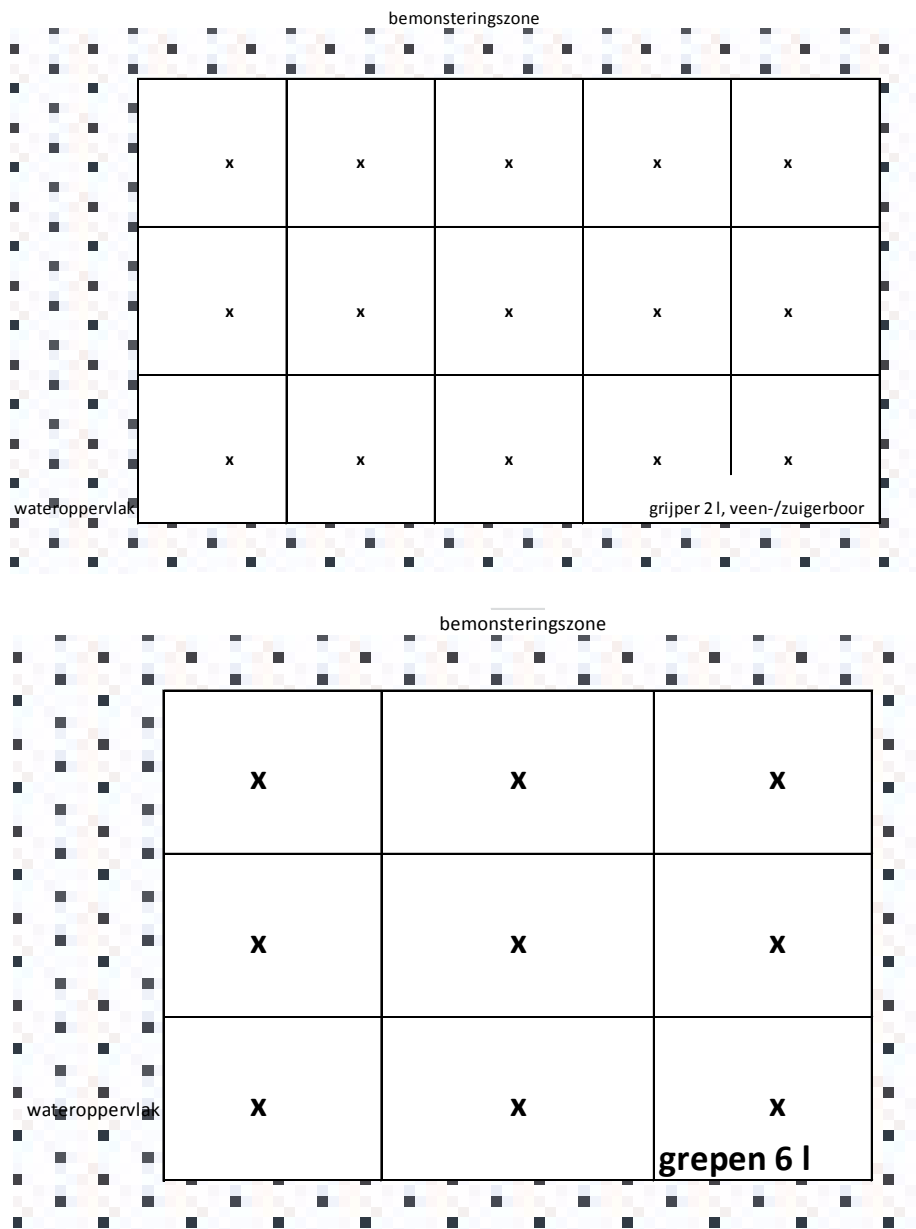 bemonsteringszone
x x x x x
x x x x x
x x x x x
wateroppervlak grijper 2 l, veen-/zuigerboor
bemonsteringszone
x x x
x x x
wateroppervlak x x x
grepen 6 l